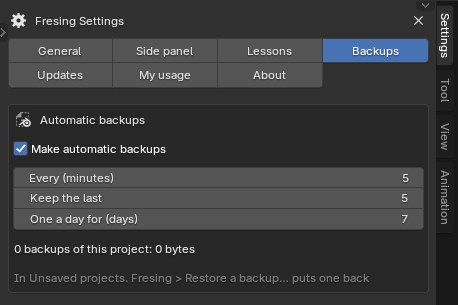 Fresing Settings
General
Side panel
Lessons
Backups
Updates
My usage
About
Automatic backups
Make automatic backups
Every (minutes) 5
Keep the last 5
One a day for (days) 7
0 backups of this project: 0 bytes
In Unsaved projects. Fresing > Restore a backup... puts one back
Settings
Tool
View
Animation